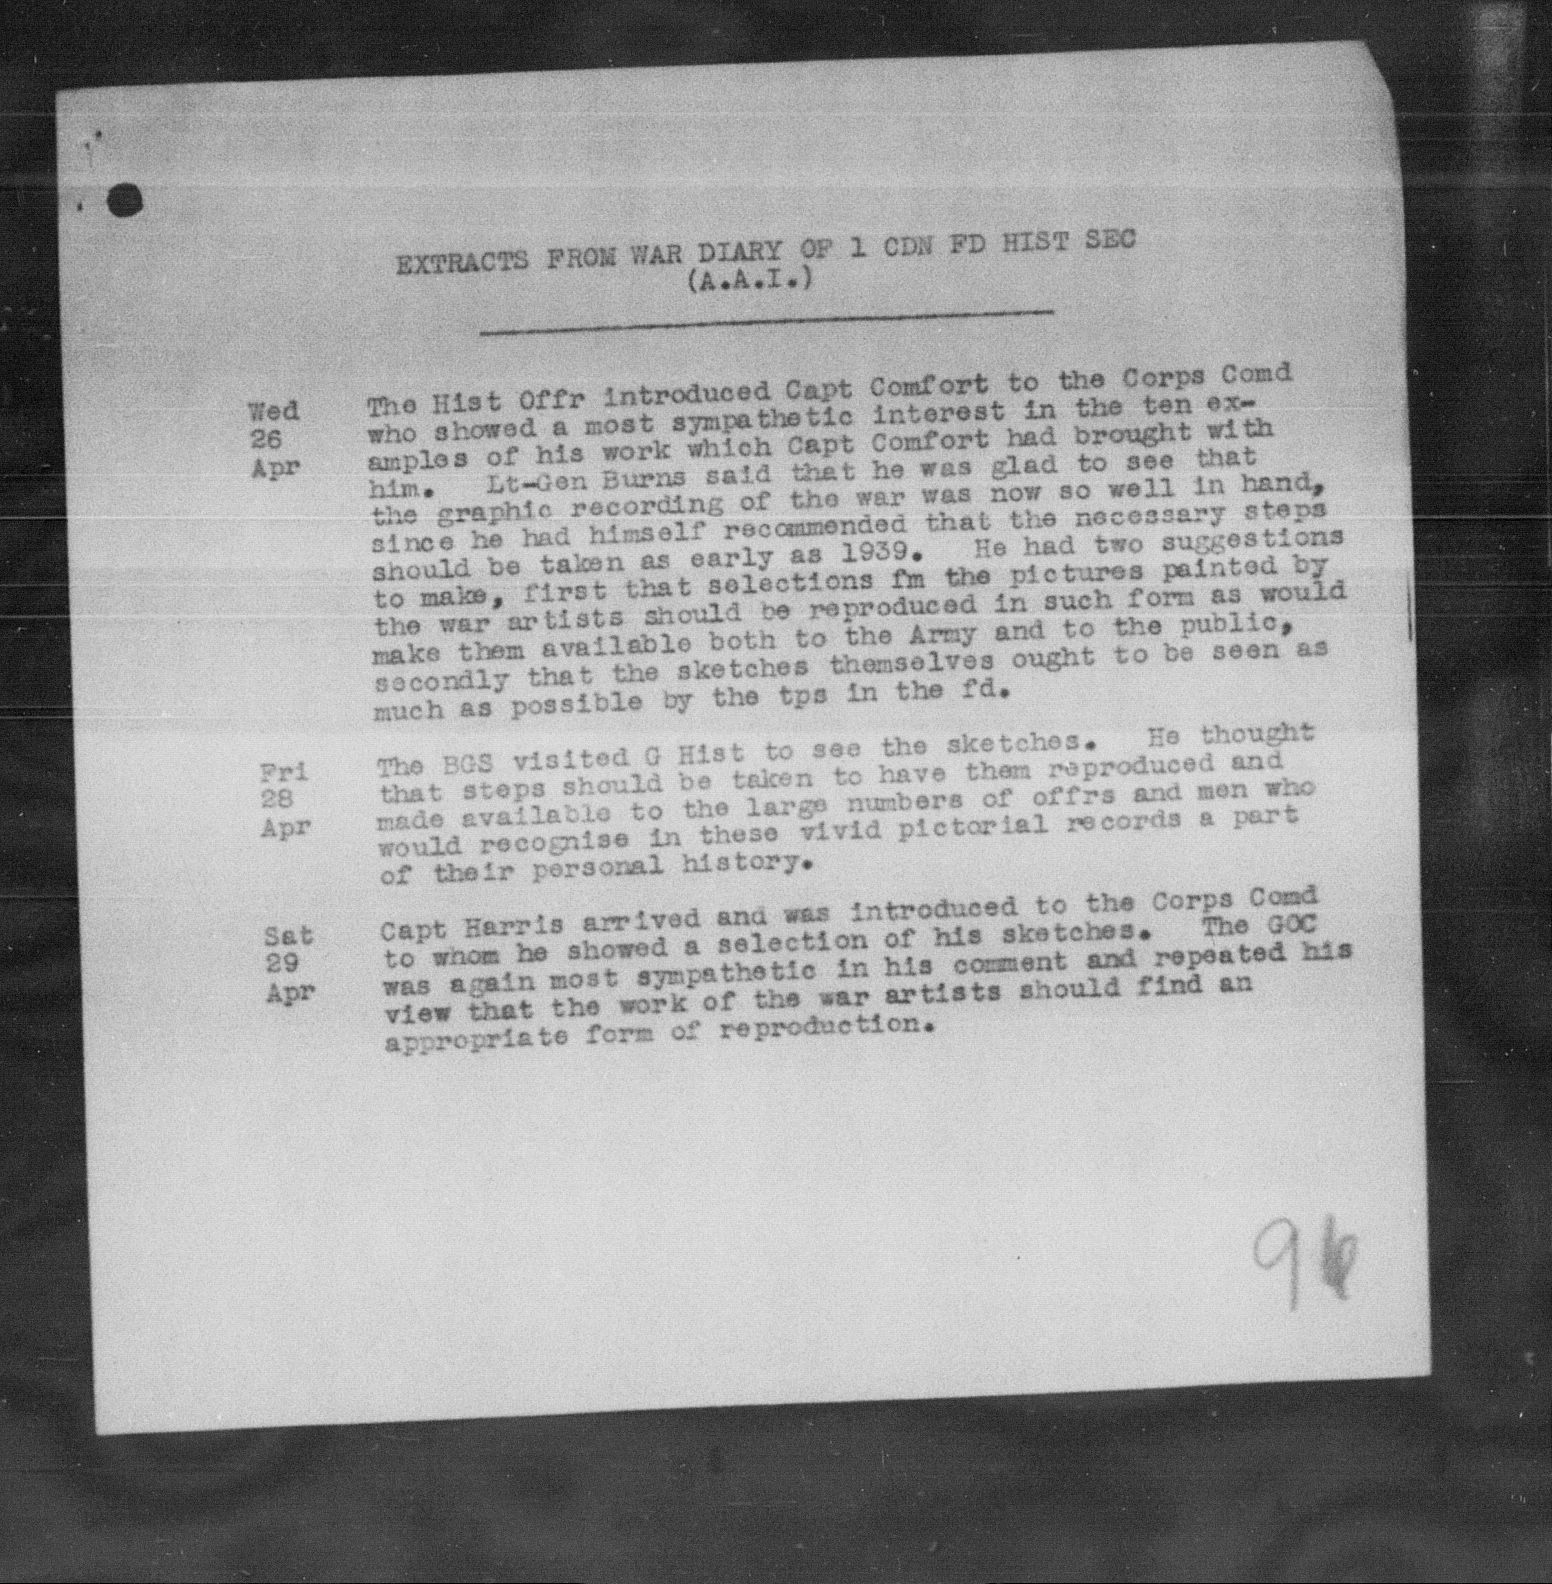 EXTRACTS FROM WAR DIARY OF 1 CDN FD HIST SEC
(A.A.I.)
Wed
26
Apr
The Hist Offr introduced Capt Comfort to the Corps Comd
who showed a most sympathetic interest in the ten ex-
amples of his work which Capt Comfort had brought with
him. Lt-Gen Burns said that he was glad to see that
the graphic recording of the war was now so well in hand,
since he had himself recommended that the necessary steps
should be taken as early as 1939. He had two suggestions
to make, first that selections fm the pictures painted by
the war artists should be reproduced in such form as would
make them available both to the Army and to the public,
secondly that the sketches themselves ought to be seen as
much as possible by the tps in the fd.
Fri
28
Apr
The BGS visited G Hist to see the sketches. He thought
that steps should be taken to have them reproduced and
made available to the large numbers of offrs and men who
would recognise in these vivid pictorial records a part
of their personal history.
Sat
29
Apr
Capt Harris arrived and was introduced to the Corps Comd
to whom he showed a selection of his sketches. The GOC
was again most sympathetic in his comment and repeated his
view that the work of the war artists should find an
appropriate form of reproduction.
96